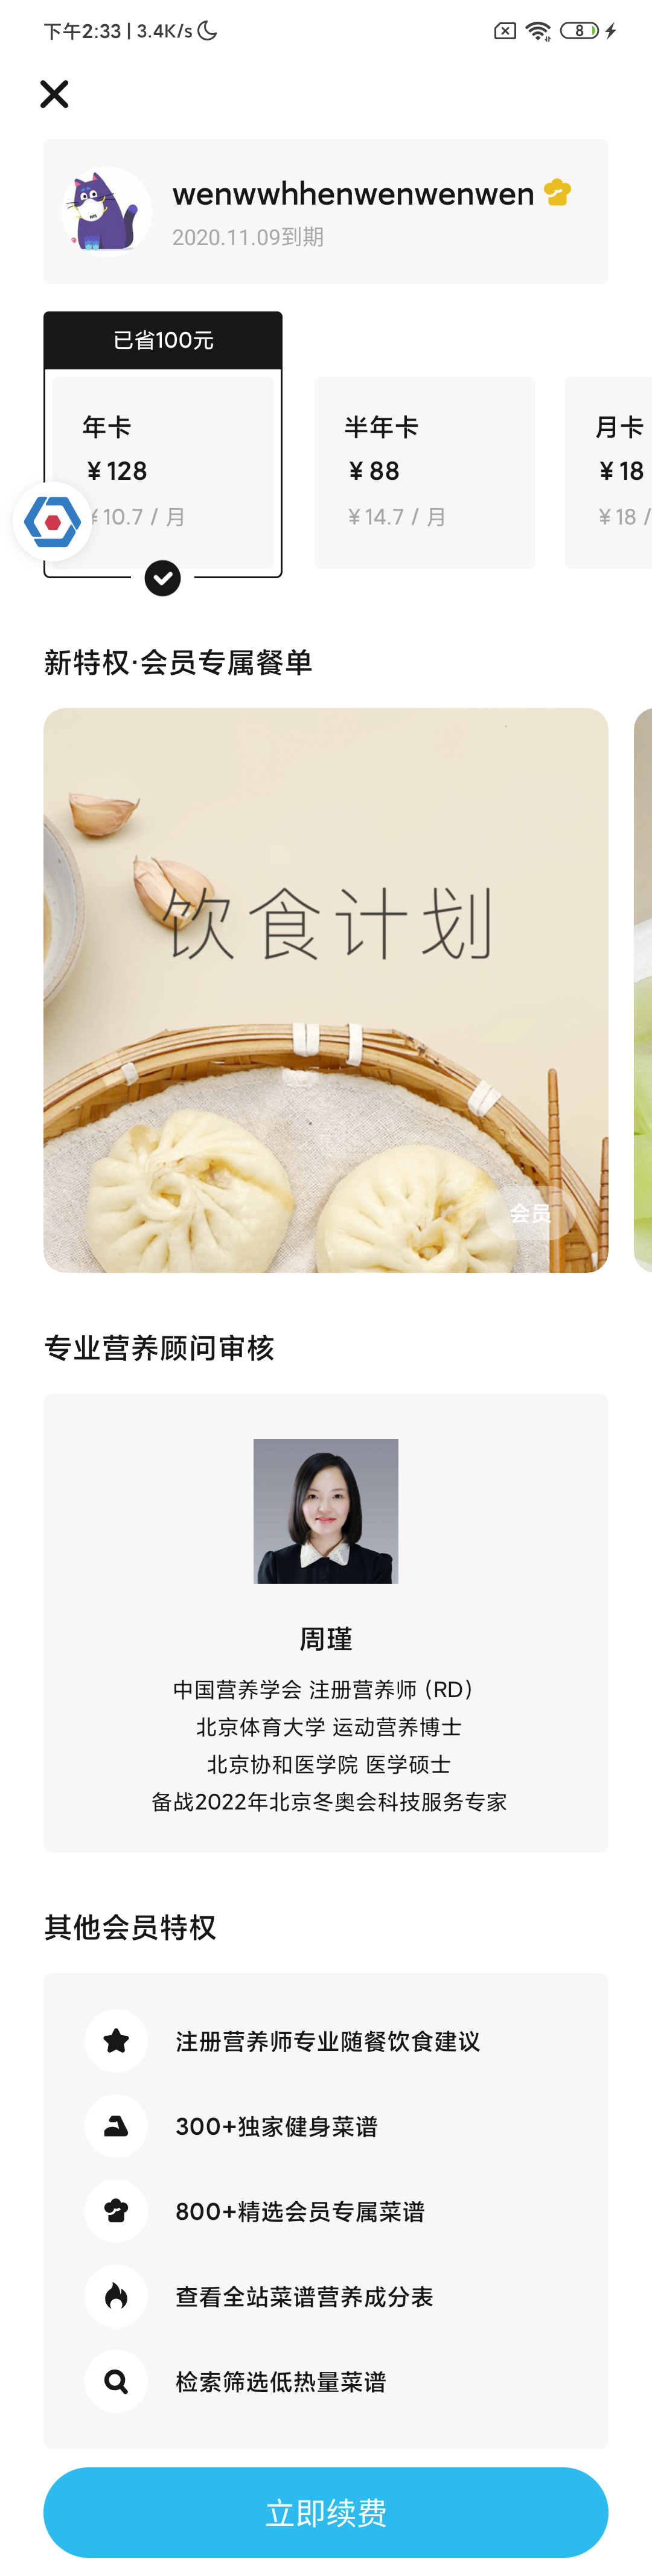 下午2:33 | 3.4K/s
8
wenwwhhenwenwenwen
2020.11.09到期
已省100元
年卡
¥128
¥10.7 / 月
半年卡
¥88
¥14.7 / 月
月卡
¥18
¥18 /
新特权·会员专属餐单
饮食计划
会员
专业营养顾问审核
周瑾
中国营养学会 注册营养师 (RD)
北京体育大学 运动营养博士
北京协和医学院 医学硕士
备战2022年北京冬奥会科技服务专家
其他会员特权
注册营养师专业随餐饮食建议
300+独家健身菜谱
800+精选会员专属菜谱
查看全站菜谱营养成分表
检索筛选低热量菜谱
立即续费